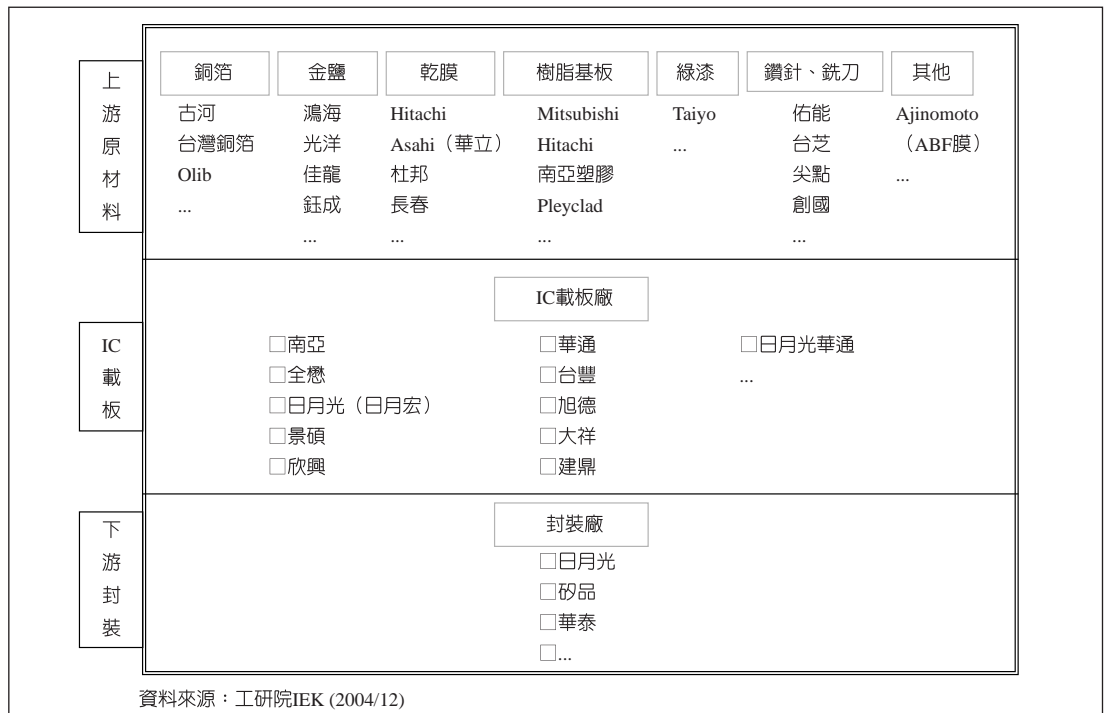 上游原材料
銅箔
古河
台灣銅箔
Olib
...
金鹽
鴻海
光洋
佳龍
鈺成
...
乾膜
Hitachi
Asahi（華立）
杜邦
長春
...
樹脂基板
Mitsubishi
Hitachi
南亞塑膠
Pleyclad
...
綠漆
Taiyo
...
鑽針、銑刀
佑能
台芝
尖點
創國
...
其他
Ajinomoto
（ABF膜）
...
IC載板
IC載板廠
□南亞
□全懋
□日月光（日月宏）
□景碩
□欣興
□華通
□台豐
□旭德
□大祥
□建鼎
□日月光華通
...
下游封裝
封裝廠
□日月光
□矽品
□華泰
□...
資料來源：工研院IEK (2004/12)